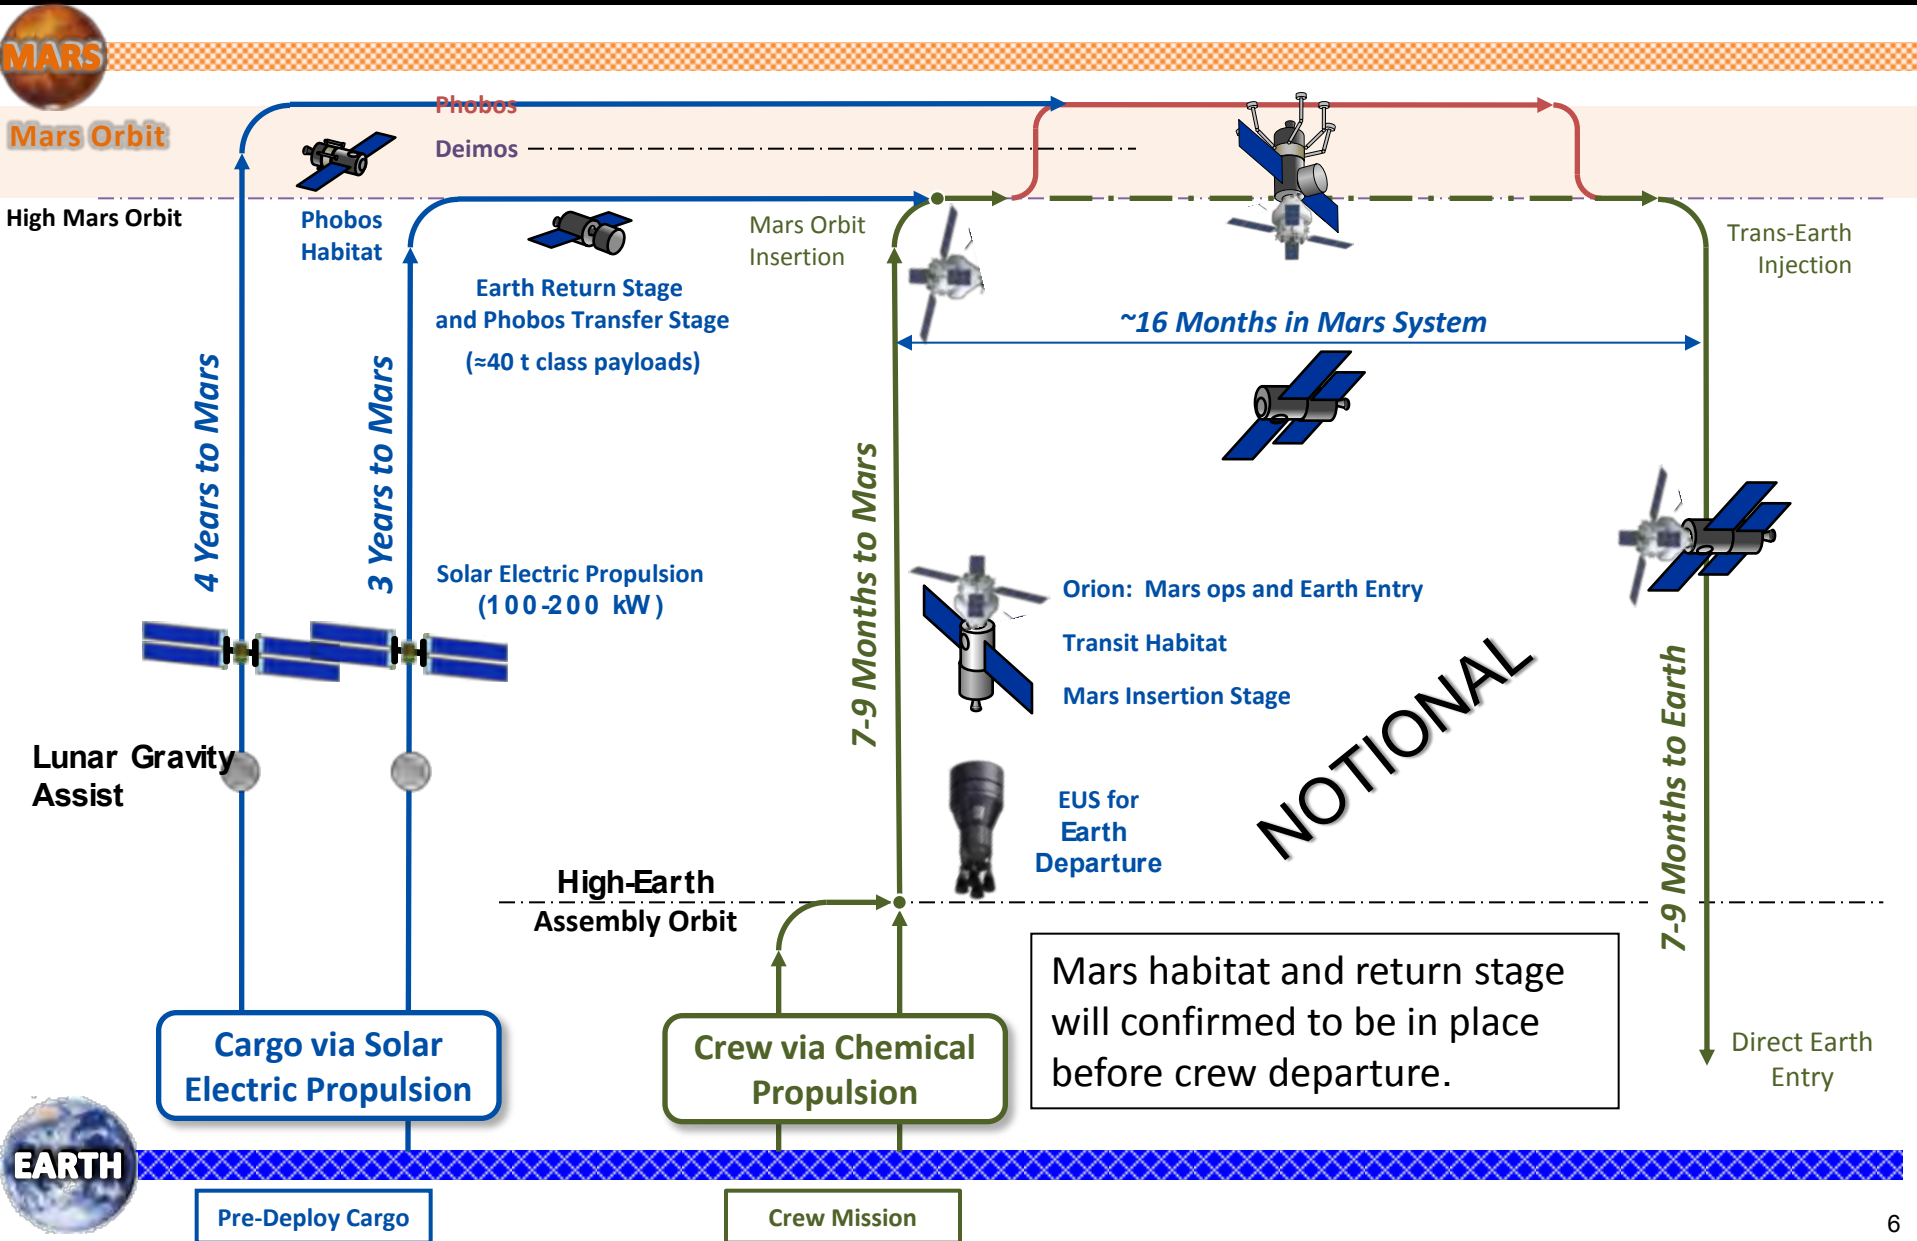 MARS
Mars Orbit
Phobos
Deimos
High Mars Orbit
Phobos
Habitat
Mars Orbit
Insertion
Trans-Earth
Injection
Earth Return Stage
and Phobos Transfer Stage
(≈40 t class payloads)
~16 Months in Mars System
4 Years to Mars
3 Years to Mars
7-9 Months to Mars
Solar Electric Propulsion
(100-200 kW)
Orion: Mars ops and Earth Entry
Transit Habitat
Mars Insertion Stage
NOTIONAL
7-9 Months to Earth
Lunar Gravity
Assist
EUS for
Earth
Departure
High-Earth
Assembly Orbit
Mars habitat and return stage
will confirmed to be in place
before crew departure.
Cargo via Solar
Electric Propulsion
Crew via Chemical
Propulsion
Direct Earth
Entry
EARTH
Pre-Deploy Cargo
Crew Mission
6